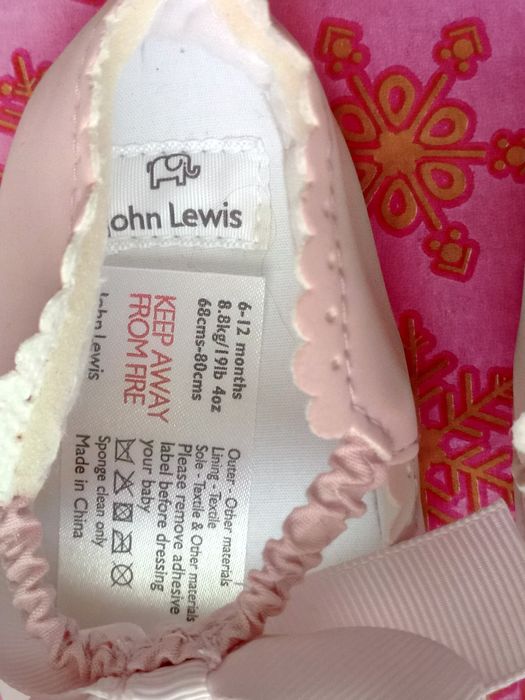 John Lewis
6-12 months
8.8kg/19lb 4oz
68cms-80cms
KEEP AWAY
FROM FIRE
John Lewis
Outer - Other materials
Lining - Textile
Sole - Textile & Other materials
Please remove adhesive
label before dressing
your baby
Sponge clean only
Made in China